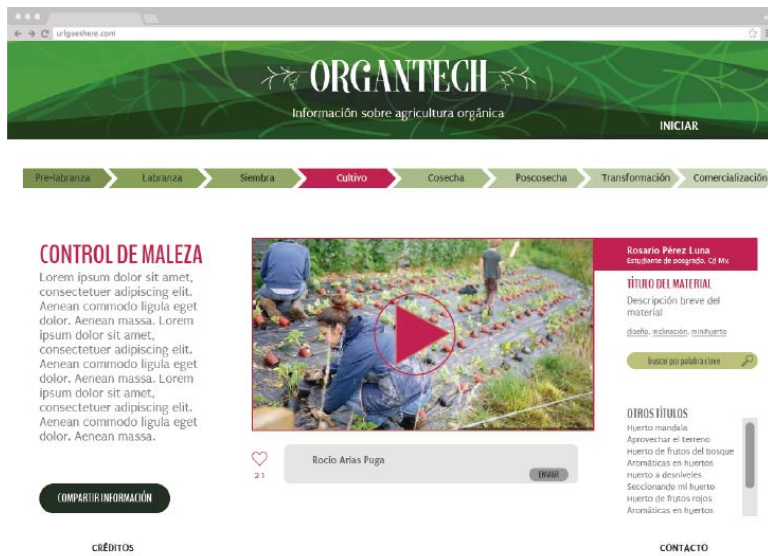 urlgoeshere.com
ORGANTECH
Información sobre agricultura orgánica
INICIAR
Pre-labranza Labranza Siembra Cultivo Cosecha Poscosecha Transformación Comercialización
CONTROL DE MALEZA
Lorem ipsum dolor sit amet,
consectetuer adipiscing elit.
Aenean commodo ligula eget
dolor. Aenean massa. Lorem
ipsum dolor sit amet,
consectetuer adipiscing elit.
Aenean commodo ligula eget
dolor. Aenean massa. Lorem
ipsum dolor sit amet,
consectetuer adipiscing elit.
Aenean commodo ligula eget
dolor. Aenean massa.
COMPARTIR INFORMACIÓN
21
Rocío Arias Puga
ENVIAR
Rosario Pérez Luna
Estudiante de posgrado, Cd Mx
TÍTULO DEL MATERIAL
Descripción breve del
material
diseño, inclinación, minihuerto
buscar por palabra clave
OTROS TÍTULOS
Huerto mandala
Aprovechar el terreno
Huerto de frutos del bosque
Aromáticas en huertos
Huerto a desniveles
Seccionando mi huerto
Huerto de frutos rojos
Aromáticas en huertos
CRÉDITOS
CONTACTO